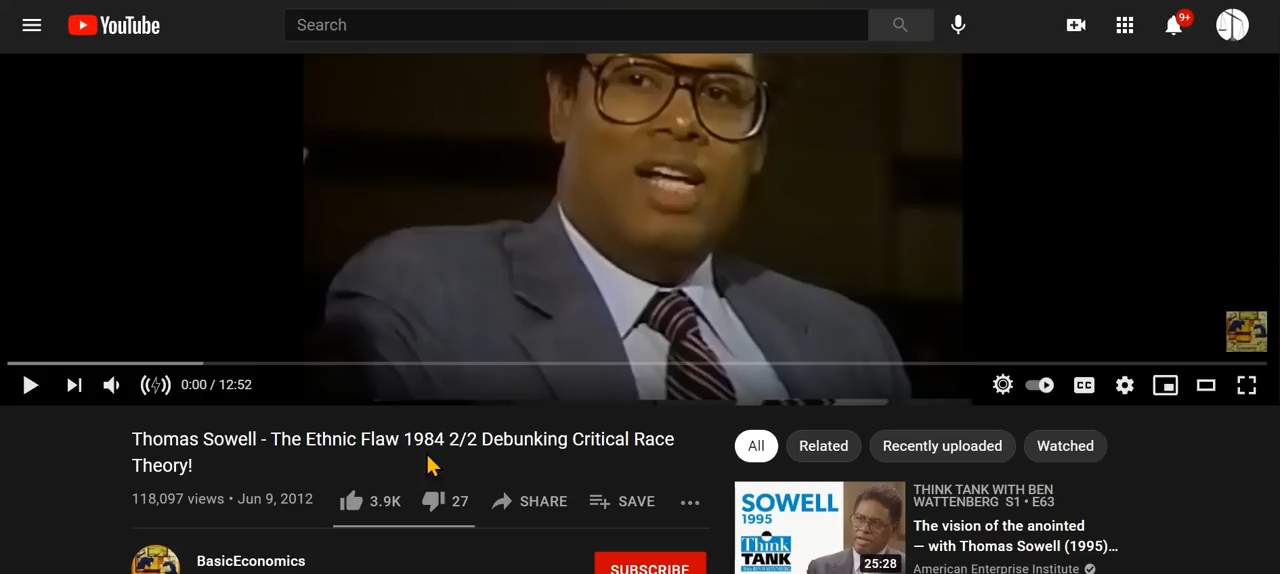 YouTube
Search
9+
0:00 / 12:52
CC
Thomas Sowell - The Ethnic Flaw 1984 2/2 Debunking Critical Race
Theory!
118,097 views • Jun 9, 2012
3.9K
27
SHARE
SAVE
BasicEconomics
SUBSCRIBE
All
Related
Recently uploaded
Watched
SOWELL
1995
Think
TANK
25:28
THINK TANK WITH BEN
WATTENBERG S1 • E63
The vision of the anointed
— with Thomas Sowell (1995)...
American Enterprise Institute